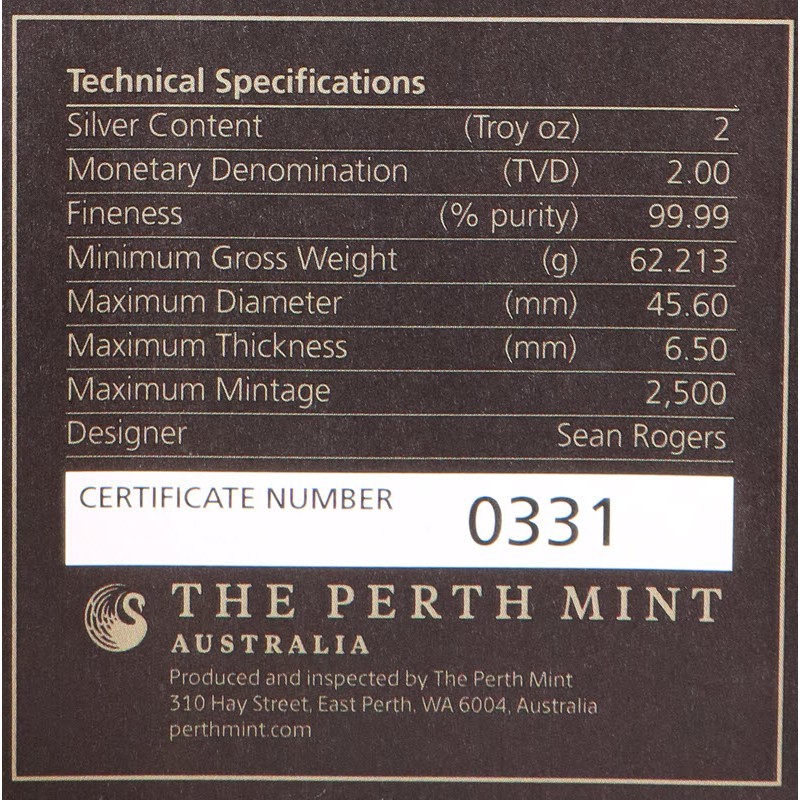 Technical Specifications
Silver Content (Troy oz) 2
Monetary Denomination (TVD) 2.00
Fineness (% purity) 99.99
Minimum Gross Weight (g) 62.213
Maximum Diameter (mm) 45.60
Maximum Thickness (mm) 6.50
Maximum Mintage 2,500
Designer Sean Rogers
CERTIFICATE NUMBER 0331
THE PERTH MINT
AUSTRALIA
Produced and inspected by The Perth Mint
310 Hay Street, East Perth, WA 6004, Australia
perthmint.com